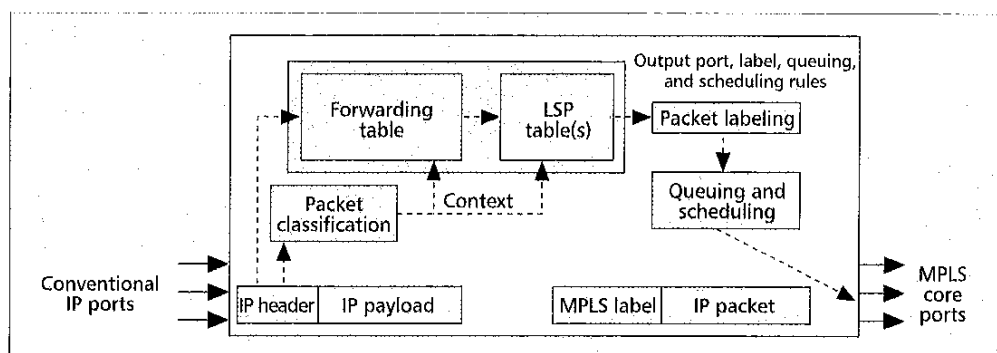 Output port, label, queuing,
and scheduling rules
Forwarding
table
LSP
table(s)
Packet labeling
Context
Packet
classification
Queuing and
scheduling
Conventional
IP ports
IP header
IP payload
MPLS label
IP packet
MPLS
core
ports